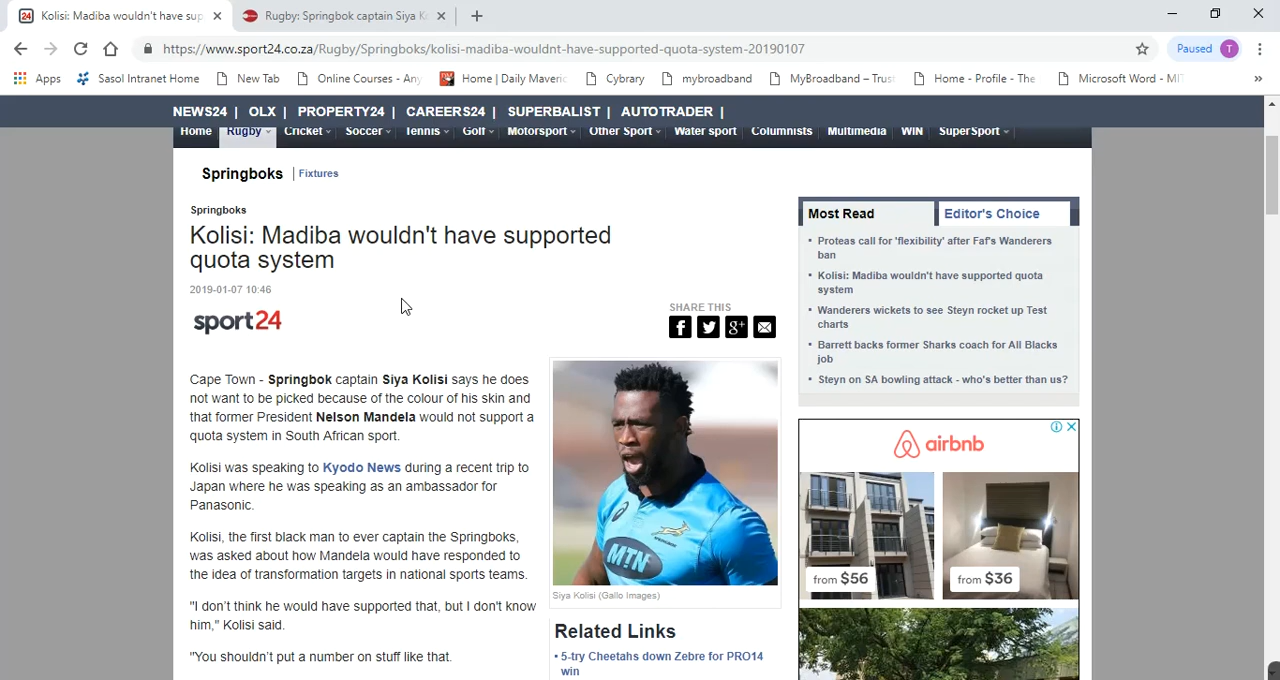 Kolisi: Madiba wouldn't have sup
Rugby: Springbok captain Siya K
https://www.sport24.co.za/Rugby/Springboks/kolisi-madiba-wouldnt-have-supported-quota-system-20190107
Paused T
Apps Sasol Intranet Home New Tab Online Courses - Any Home | Daily Maveric Cybrary mybroadband MyBroadband – Trus Home - Profile - The Microsoft Word - MIT »
NEWS24 | OLX | PROPERTY24 | CAREERS24 | SUPERBALIST | AUTOTRADER |
Home Rugby Cricket Soccer Tennis Golf Motorsport Other Sport Water sport Columnists Multimedia WIN SuperSport
Springboks | Fixtures
Springboks
Kolisi: Madiba wouldn't have supported
quota system
2019-01-07 10:46
sport24
SHARE THIS
Cape Town - Springbok captain Siya Kolisi says he does
not want to be picked because of the colour of his skin and
that former President Nelson Mandela would not support a
quota system in South African sport.
Kolisi was speaking to Kyodo News during a recent trip to
Japan where he was speaking as an ambassador for
Panasonic.
Kolisi, the first black man to ever captain the Springboks,
was asked about how Mandela would have responded to
the idea of transformation targets in national sports teams.
"I don't think he would have supported that, but I don't know
him," Kolisi said.
"You shouldn't put a number on stuff like that.
MTN
Siya Kolisi (Gallo Images)
Related Links
• 5-try Cheetahs down Zebre for PRO14
win
Most Read
Editor's Choice
• Proteas call for 'flexibility' after Faf's Wanderers
ban
• Kolisi: Madiba wouldn't have supported quota
system
• Wanderers wickets to see Steyn rocket up Test
charts
• Barrett backs former Sharks coach for All Blacks
job
• Steyn on SA bowling attack - who's better than us?
airbnb
from $56
from $36